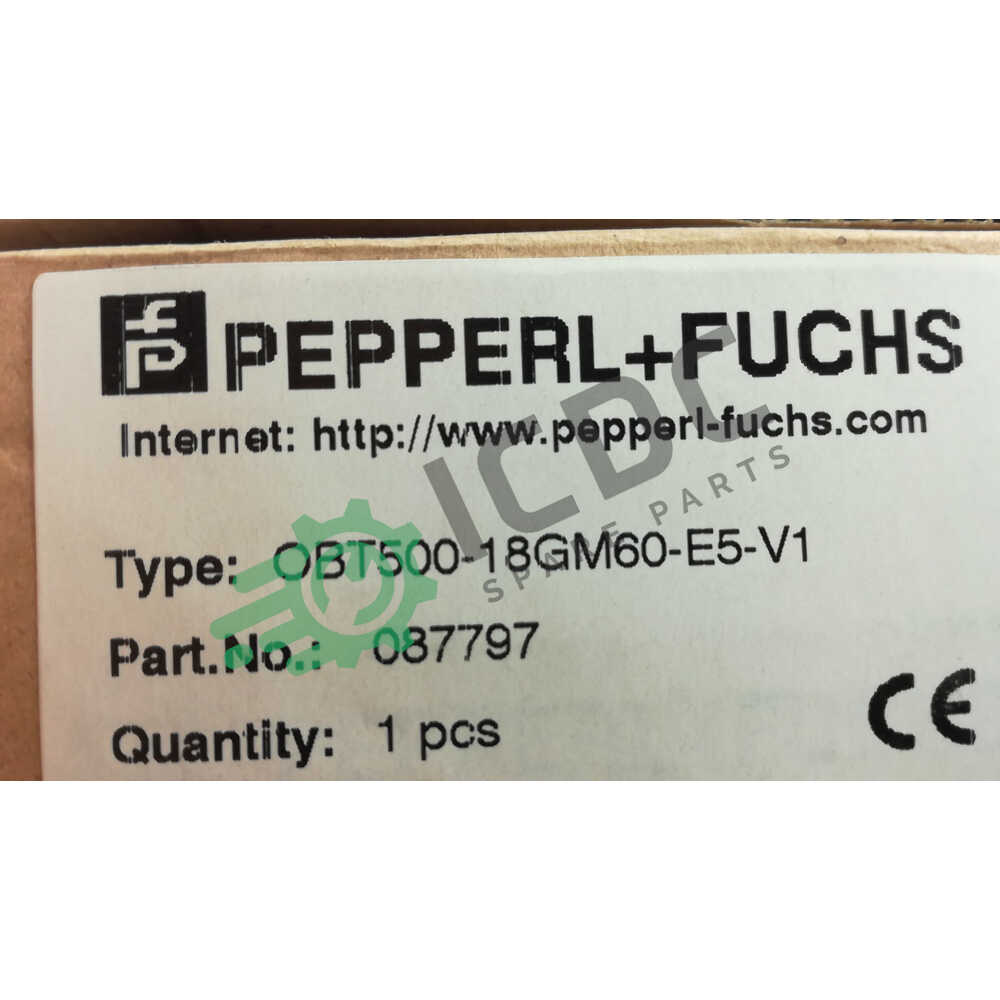 PEPPERL+FUCHS
Internet: http://www.pepperl-fuchs.com
ICDC
SPARE PARTS
Type: OBT500-18GM60-E5-V1
Part.No.: 087797
Quantity: 1 pcs
CE